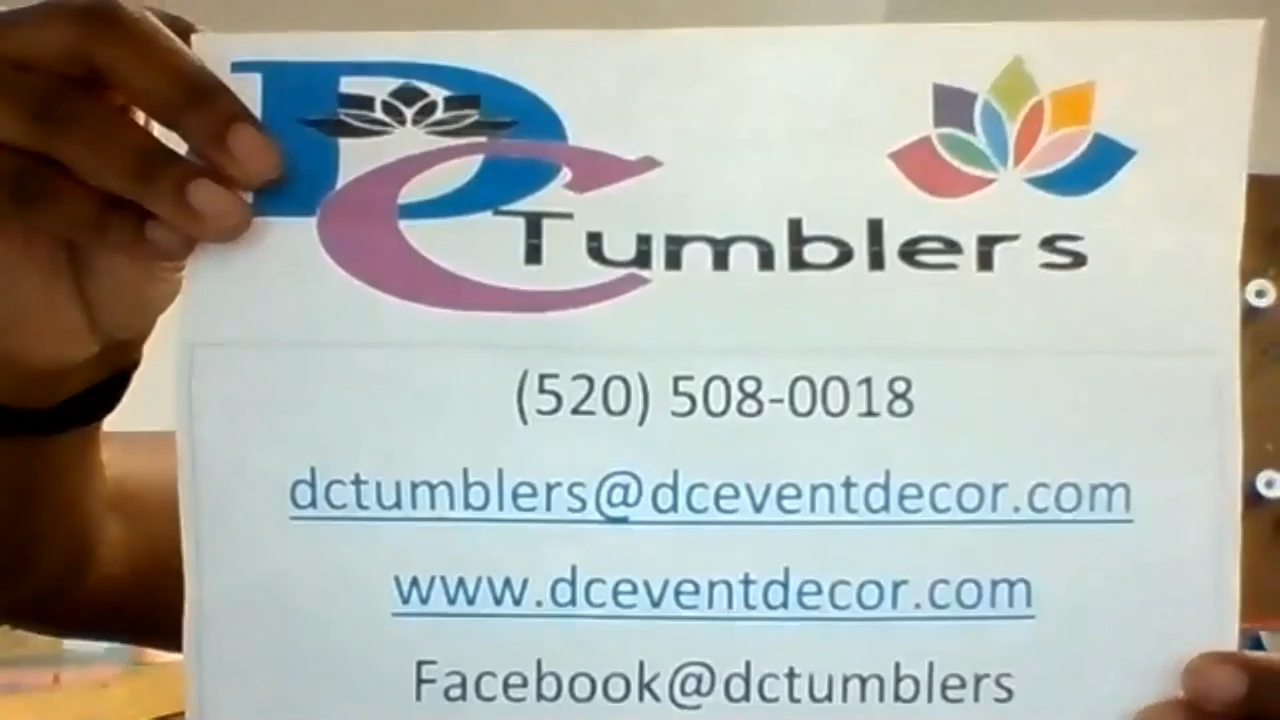 DC Tumblers
(520) 508-0018
dctumblers@dceventdecor.com
www.dceventdecor.com
Facebook@dctumblers